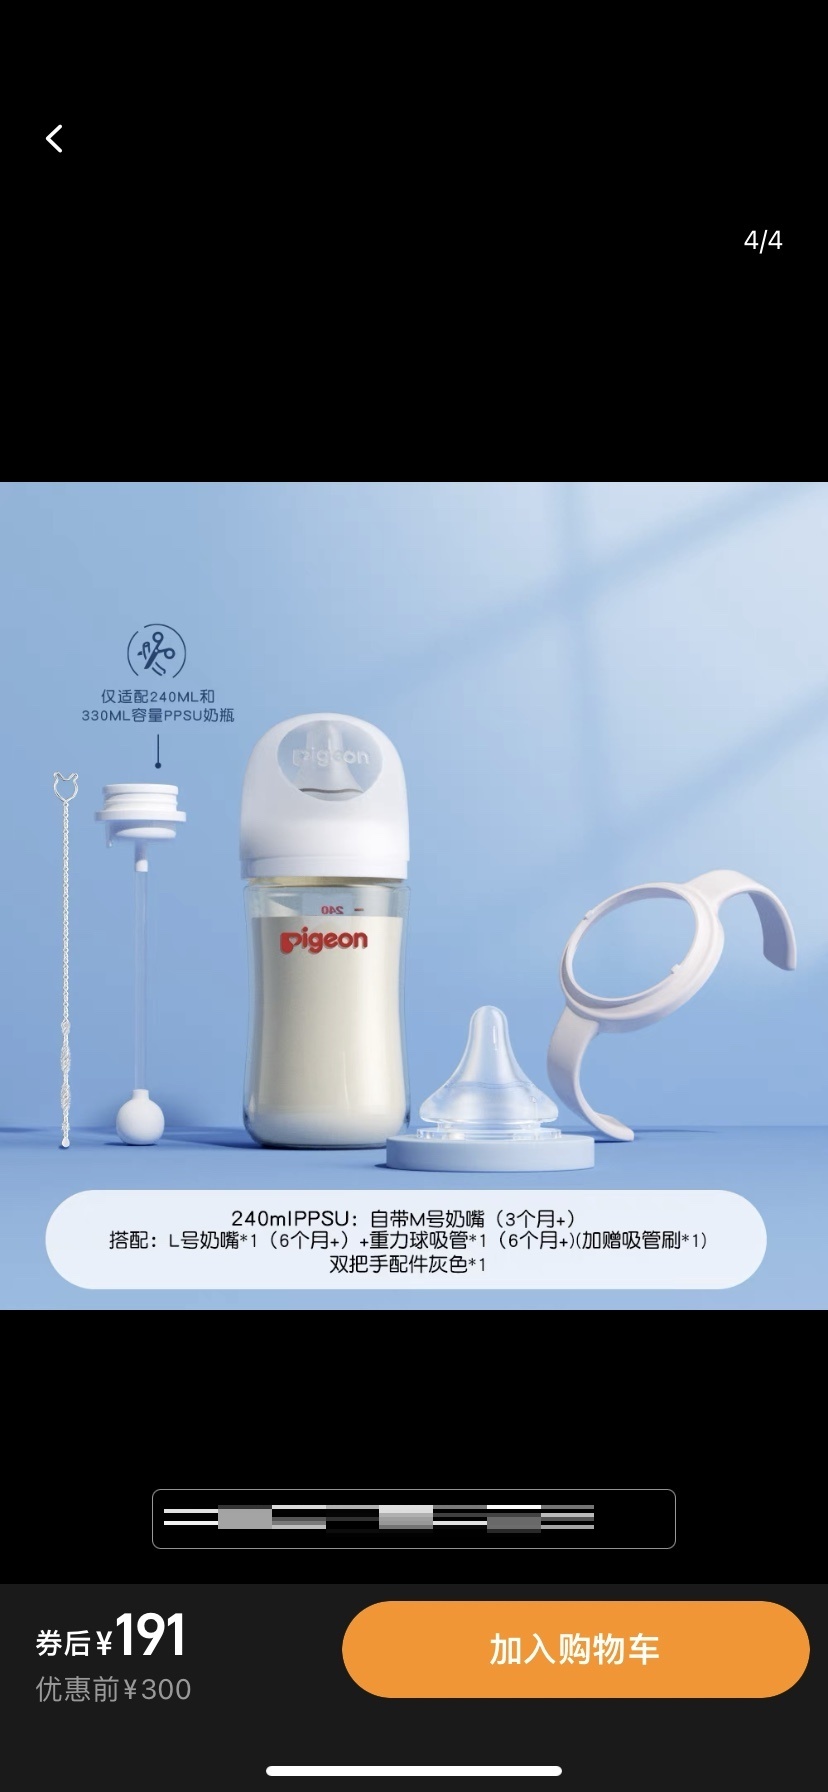 4/4
仅适配240ML和
330ML容量PPSU奶瓶
pigeon
240
pigeon
240mlPPSU：自带M号奶嘴（3个月+）
搭配：L号奶嘴*1（6个月+）+重力球吸管*1（6个月+)(加赠吸管刷*1)
双把手配件灰色*1
券后¥191
优惠前¥300
加入购物车